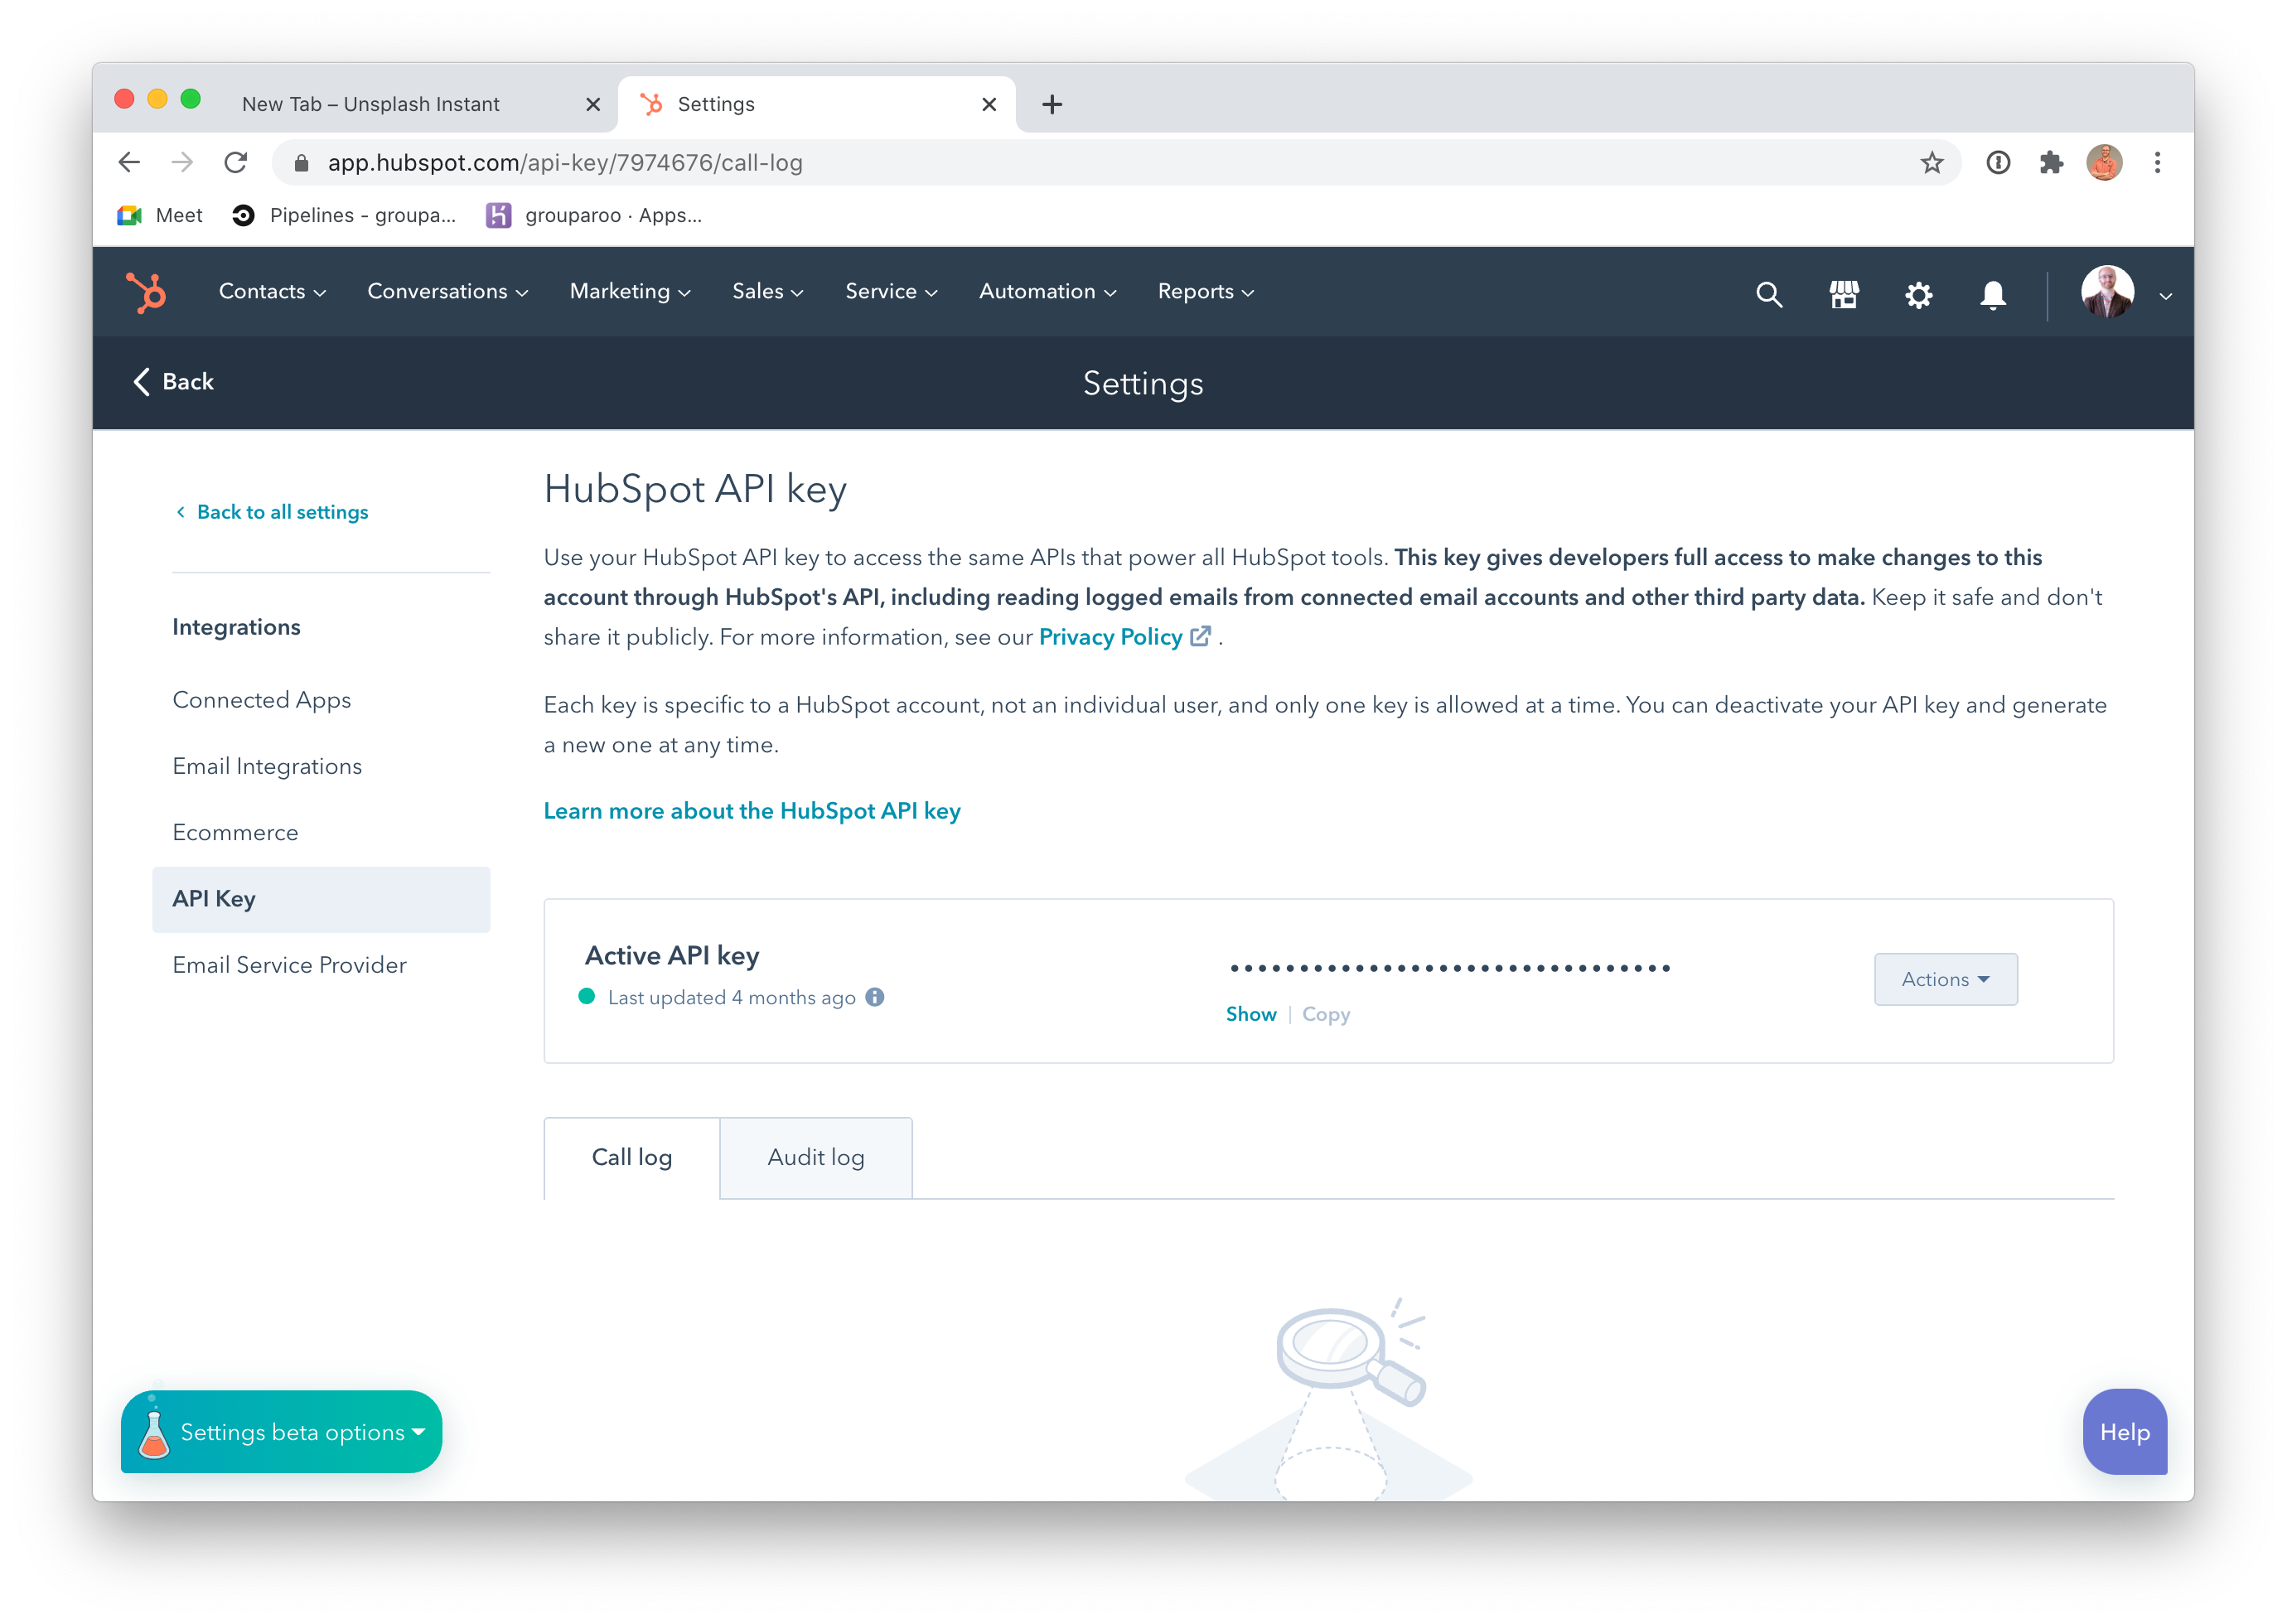 New Tab – Unsplash Instant
Settings
app.hubspot.com/api-key/7974676/call-log
Meet
Pipelines - groupa...
grouparoo · Apps...
Contacts
Conversations
Marketing
Sales
Service
Automation
Reports
Back
Settings
Back to all settings
Integrations
Connected Apps
Email Integrations
Ecommerce
API Key
Email Service Provider
HubSpot API key
Use your HubSpot API key to access the same APIs that power all HubSpot tools. This key gives developers full access to make changes to this
account through HubSpot's API, including reading logged emails from connected email accounts and other third party data. Keep it safe and don't
share it publicly. For more information, see our Privacy Policy .
Each key is specific to a HubSpot account, not an individual user, and only one key is allowed at a time. You can deactivate your API key and generate
a new one at any time.
Learn more about the HubSpot API key
Active API key
Last updated 4 months ago
••••••••••••••••••••••••••••••••
Show | Copy
Actions
Call log
Audit log
Settings beta options
Help